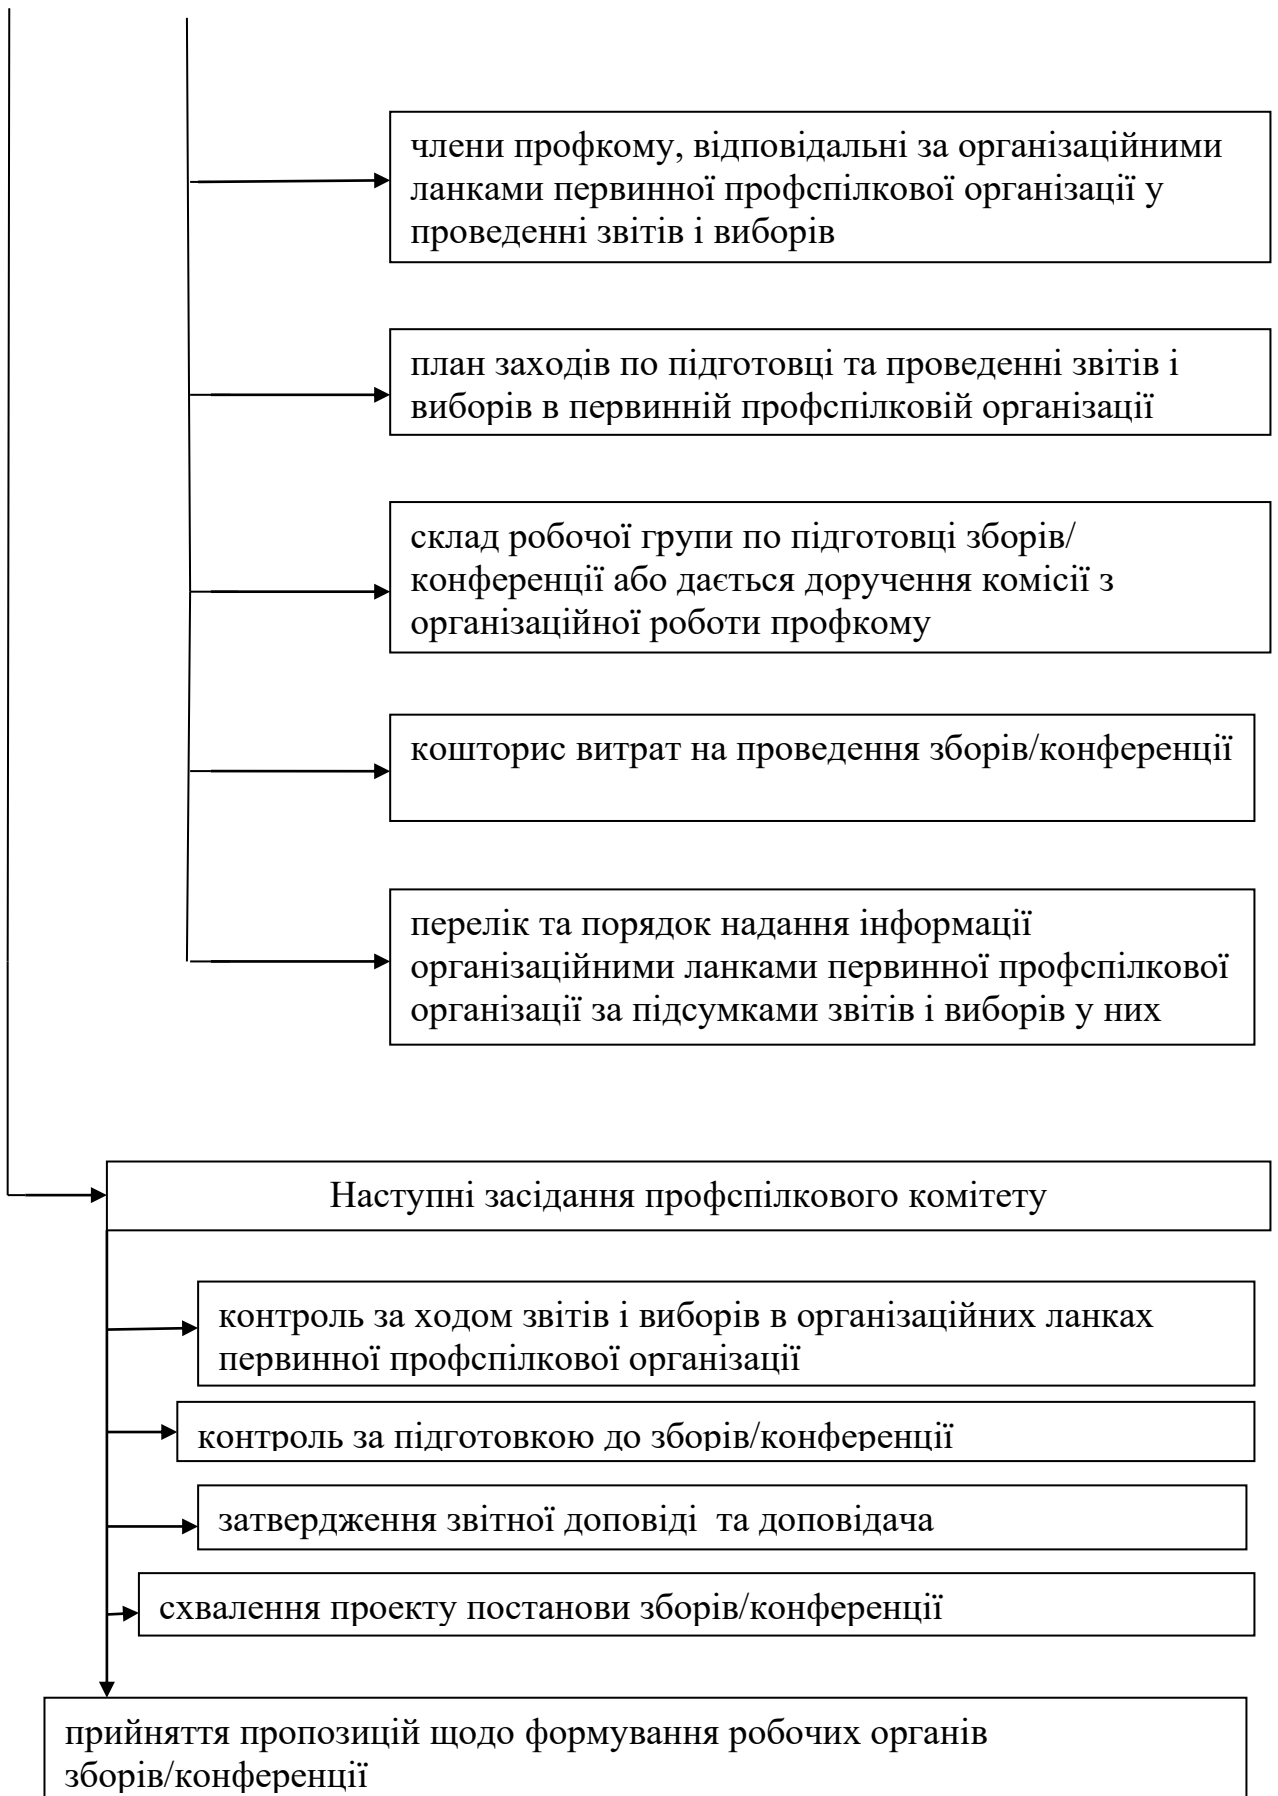 члени профкому, відповідальні за організаційними
ланками первинної профспілкової організації у
проведенні звітів і виборів
план заходів по підготовці та проведенні звітів і
виборів в первинній профспілковій організації
склад робочої групи по підготовці зборів/
конференції або дається доручення комісії з
організаційної роботи профкому
кошторис витрат на проведення зборів/конференції
перелік та порядок надання інформації
організаційними ланками первинної профспілкової
організації за підсумками звітів і виборів у них
Наступні засідання профспілкового комітету
контроль за ходом звітів і виборів в організаційних ланках
первинної профспілкової організації
контроль за підготовкою до зборів/конференції
затвердження звітної доповіді та доповідача
схвалення проекту постанови зборів/конференції
прийняття пропозицій щодо формування робочих органів
зборів/конференції